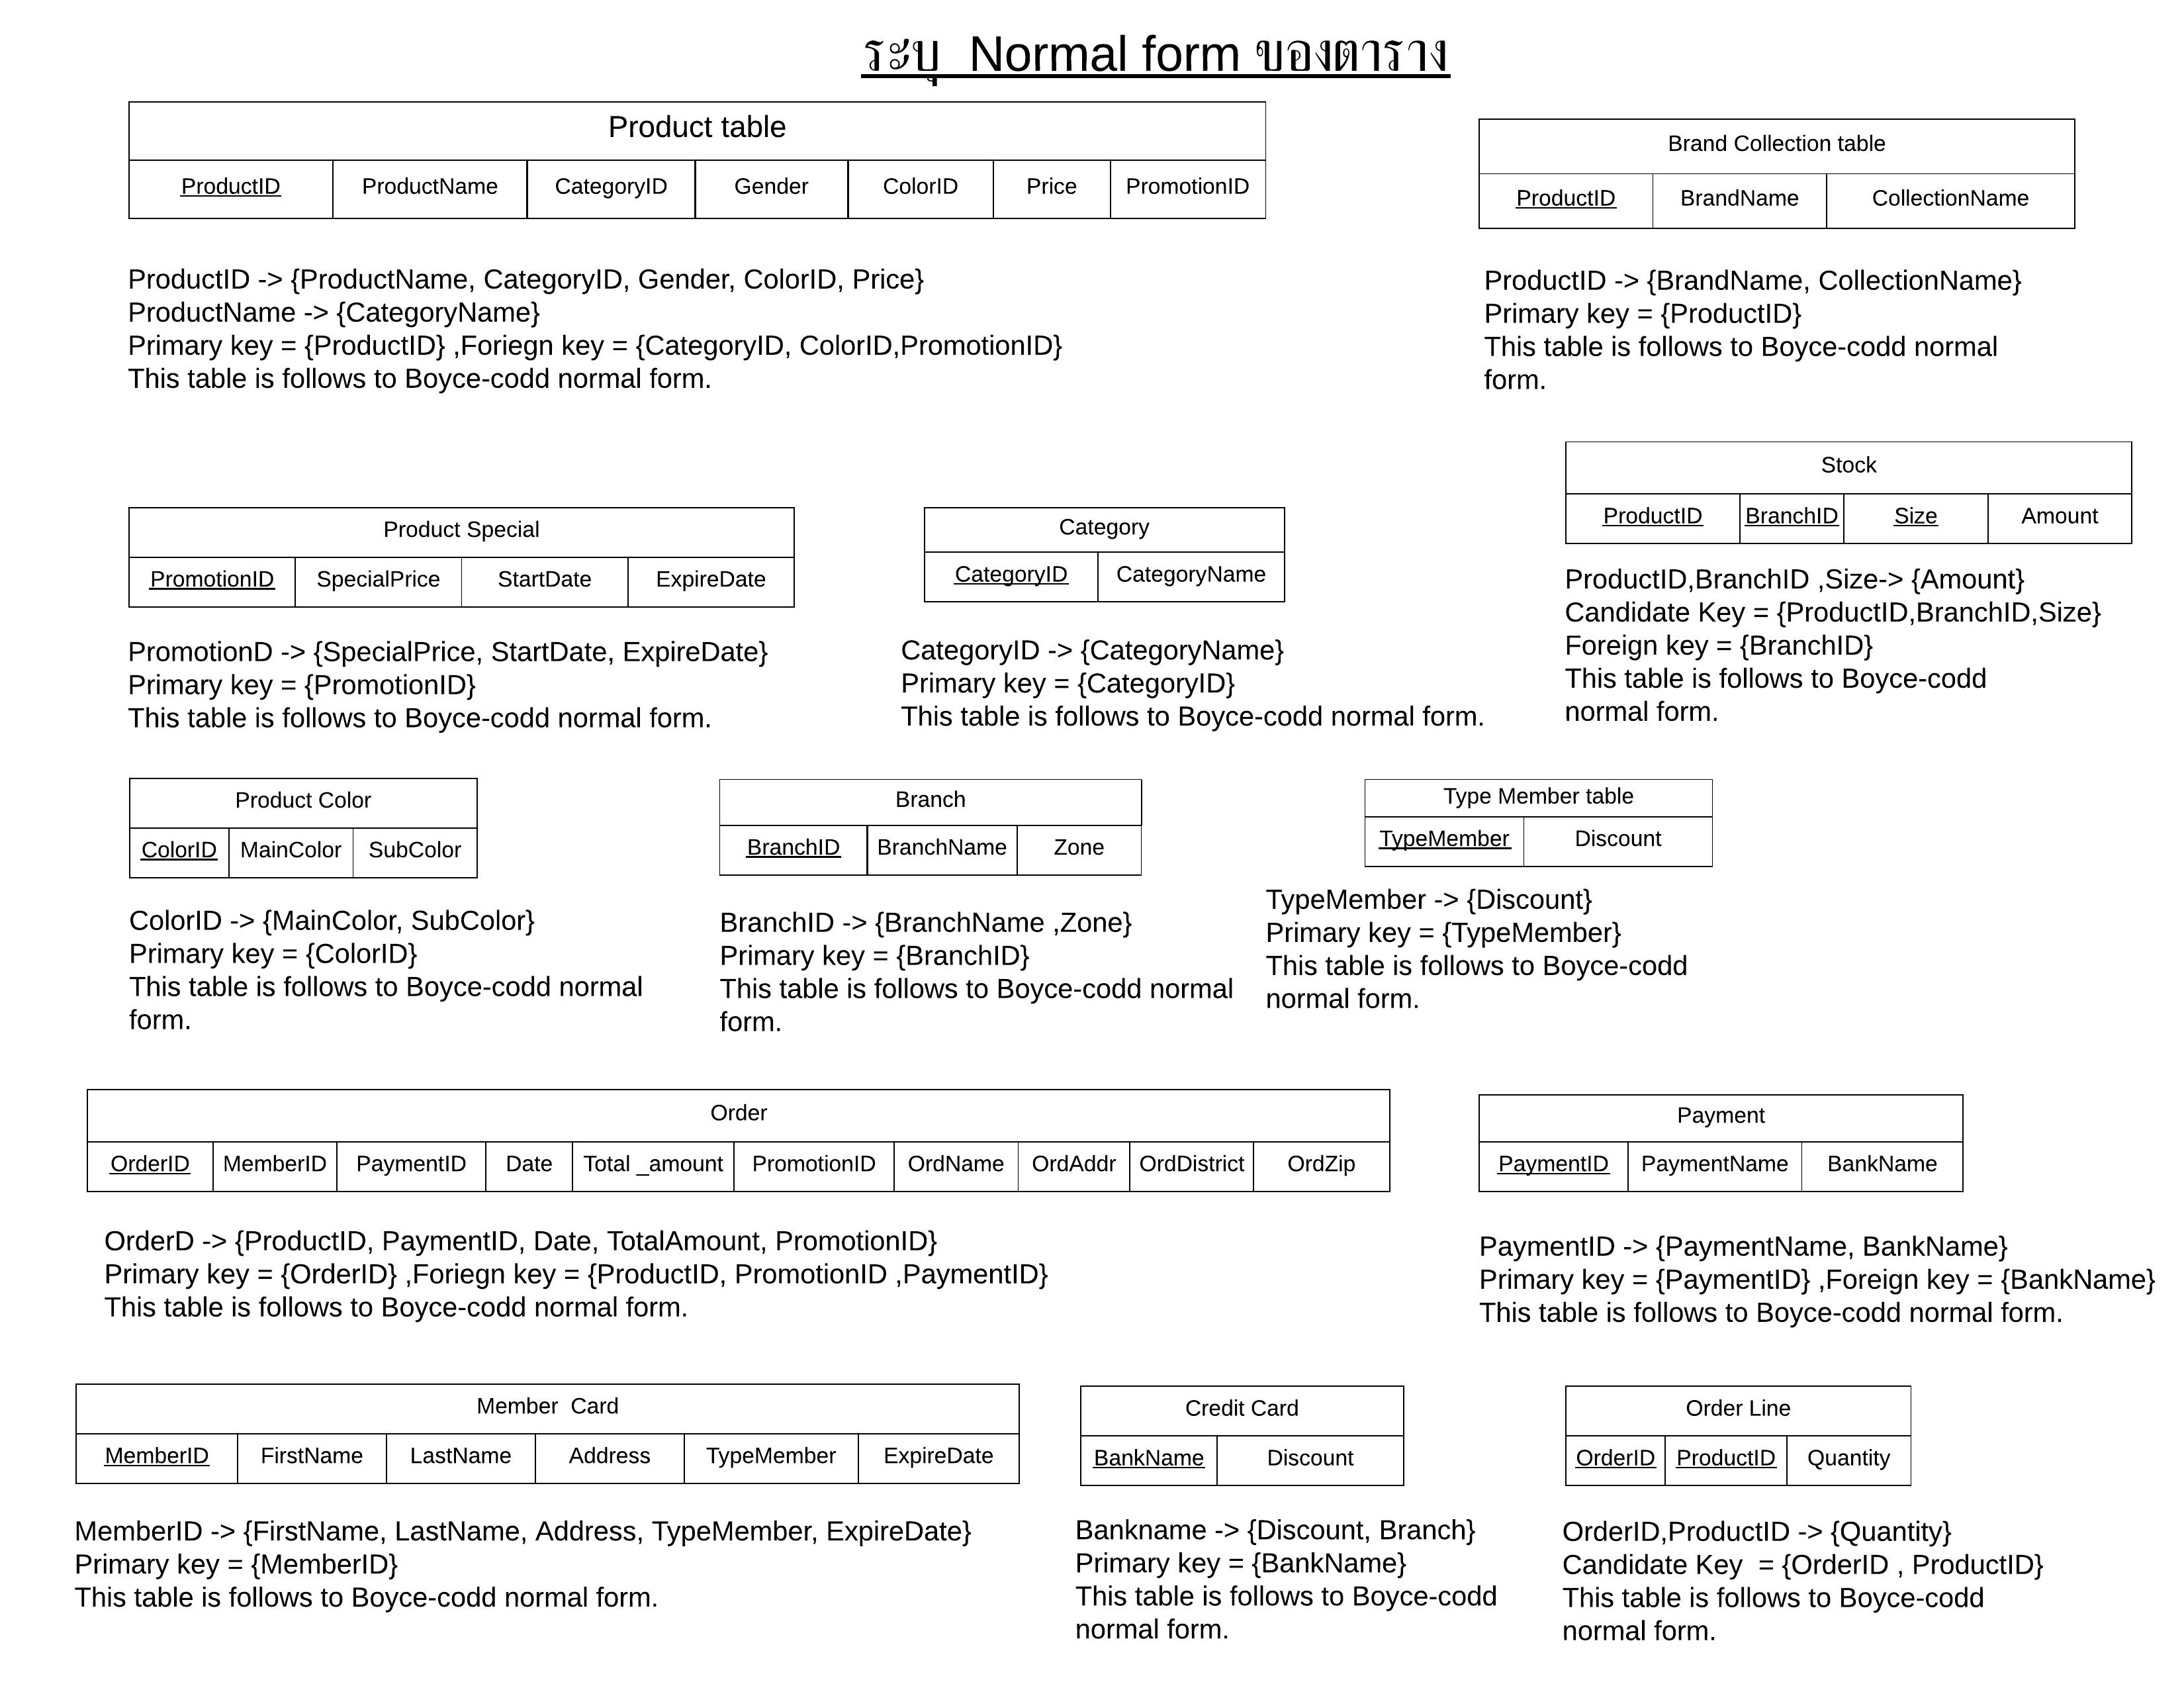 ระบุ  Normal form ของตาราง
Product table
ProductID ProductName CategoryID Gender ColorID Price PromotionID
ProductID -> {ProductName, CategoryID, Gender, ColorID, Price}
ProductName -> {CategoryName}
Primary key = {ProductID} ,Foriegn key = {CategoryID, ColorID,PromotionID}
This table is follows to Boyce-codd normal form.
Brand Collection table
ProductID BrandName CollectionName
ProductID -> {BrandName, CollectionName}
Primary key = {ProductID}
This table is follows to Boyce-codd normal
form.
Product Special
PromotionID SpecialPrice StartDate ExpireDate
PromotionD -> {SpecialPrice, StartDate, ExpireDate}
Primary key = {PromotionID}
This table is follows to Boyce-codd normal form.
Category
CategoryID CategoryName
CategoryID -> {CategoryName}
Primary key = {CategoryID}
This table is follows to Boyce-codd normal form.
Stock
ProductID BranchID Size Amount
ProductID,BranchID ,Size-> {Amount}
Candidate Key = {ProductID,BranchID,Size}
Foreign key = {BranchID}
This table is follows to Boyce-codd
normal form.
Product Color
ColorID MainColor SubColor
ColorID -> {MainColor, SubColor}
Primary key = {ColorID}
This table is follows to Boyce-codd normal
form.
Branch
BranchID BranchName Zone
BranchID -> {BranchName ,Zone}
Primary key = {BranchID}
This table is follows to Boyce-codd normal
form.
Type Member table
TypeMember Discount
TypeMember -> {Discount}
Primary key = {TypeMember}
This table is follows to Boyce-codd
normal form.
Order
OrderID MemberID PaymentID Date Total _amount PromotionID OrdName OrdAddr OrdDistrict OrdZip
OrderD -> {ProductID, PaymentID, Date, TotalAmount, PromotionID}
Primary key = {OrderID} ,Foriegn key = {ProductID, PromotionID ,PaymentID}
This table is follows to Boyce-codd normal form.
Payment
PaymentID PaymentName BankName
PaymentID -> {PaymentName, BankName}
Primary key = {PaymentID} ,Foreign key = {BankName}
This table is follows to Boyce-codd normal form.
Member  Card
MemberID FirstName LastName Address TypeMember ExpireDate
MemberID -> {FirstName, LastName, Address, TypeMember, ExpireDate}
Primary key = {MemberID}
This table is follows to Boyce-codd normal form.
Credit Card
BankName Discount
Bankname -> {Discount, Branch}
Primary key = {BankName}
This table is follows to Boyce-codd
normal form.
Order Line
OrderID ProductID Quantity
OrderID,ProductID -> {Quantity}
Candidate Key  = {OrderID , ProductID}
This table is follows to Boyce-codd
normal form.